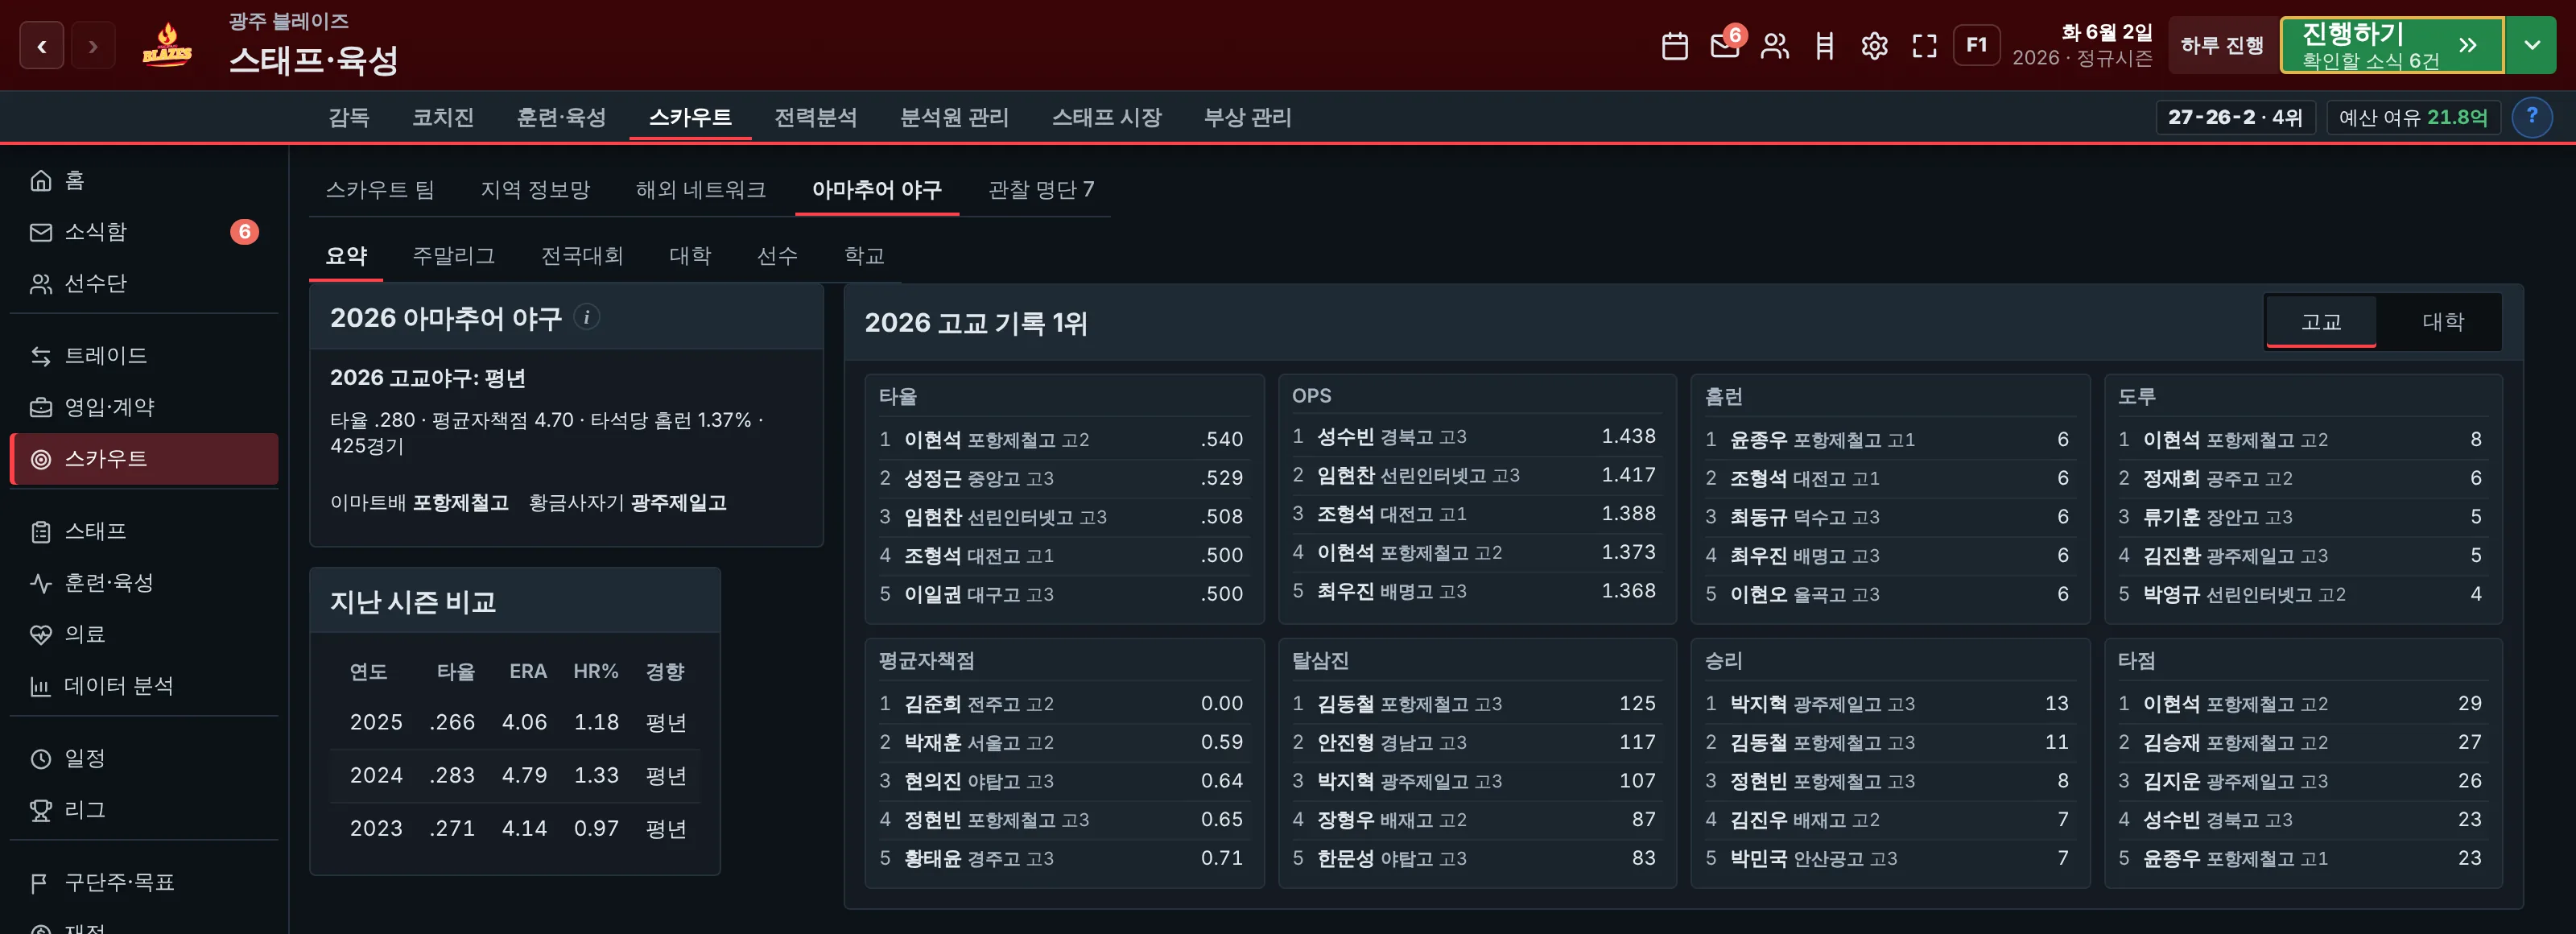 광주 블레이즈
스태프·육성
BLAZES
6
F1
화 6월 2일
2026 · 정규시즌
하루 진행
진행하기
확인할 소식 6건
감독 코치진 훈련·육성 스카우트 전력분석 분석원 관리 스태프 시장 부상 관리
27-26-2 · 4위
예산 여유 21.8억
?
홈
소식함 6
선수단
트레이드
영입·계약
스카우트
스태프
훈련·육성
의료
데이터 분석
일정
리그
구단주·목표
스카우트 팀 지역 정보망 해외 네트워크 아마추어 야구 관찰 명단 7
요약 주말리그 전국대회 대학 선수 학교
2026 아마추어 야구 i
2026 고교야구: 평년
타율 .280 · 평균자책점 4.70 · 타석당 홈런 1.37% ·
425경기
이마트배 포항제철고 황금사자기 광주제일고
지난 시즌 비교
연도 타율 ERA HR% 경향
2025 .266 4.06 1.18 평년
2024 .283 4.79 1.33 평년
2023 .271 4.14 0.97 평년
2026 고교 기록 1위
고교 대학
타율
1 이현석 포항제철고 고2 .540
2 성정근 중앙고 고3 .529
3 임현찬 선린인터넷고 고3 .508
4 조형석 대전고 고1 .500
5 이일권 대구고 고3 .500
OPS
1 성수빈 경북고 고3 1.438
2 임현찬 선린인터넷고 고3 1.417
3 조형석 대전고 고1 1.388
4 이현석 포항제철고 고2 1.373
5 최우진 배명고 고3 1.368
홈런
1 윤종우 포항제철고 고1 6
2 조형석 대전고 고1 6
3 최동규 덕수고 고3 6
4 최우진 배명고 고3 6
5 이현오 율곡고 고3 6
도루
1 이현석 포항제철고 고2 8
2 정재희 공주고 고2 6
3 류기훈 장안고 고3 5
4 김진환 광주제일고 고3 5
5 박영규 선린인터넷고 고2 4
평균자책점
1 김준희 전주고 고2 0.00
2 박재훈 서울고 고2 0.59
3 현의진 야탑고 고3 0.64
4 정현빈 포항제철고 고3 0.65
5 황태윤 경주고 고3 0.71
탈삼진
1 김동철 포항제철고 고3 125
2 안진형 경남고 고3 117
3 박지혁 광주제일고 고3 107
4 장형우 배재고 고2 87
5 한문성 야탑고 고3 83
승리
1 박지혁 광주제일고 고3 13
2 김동철 포항제철고 고3 11
3 정현빈 포항제철고 고3 8
4 김진우 배재고 고2 7
5 박민국 안산공고 고3 7
타점
1 이현석 포항제철고 고2 29
2 김승재 포항제철고 고2 27
3 김지운 광주제일고 고3 26
4 성수빈 경북고 고3 23
5 윤종우 포항제철고 고1 23